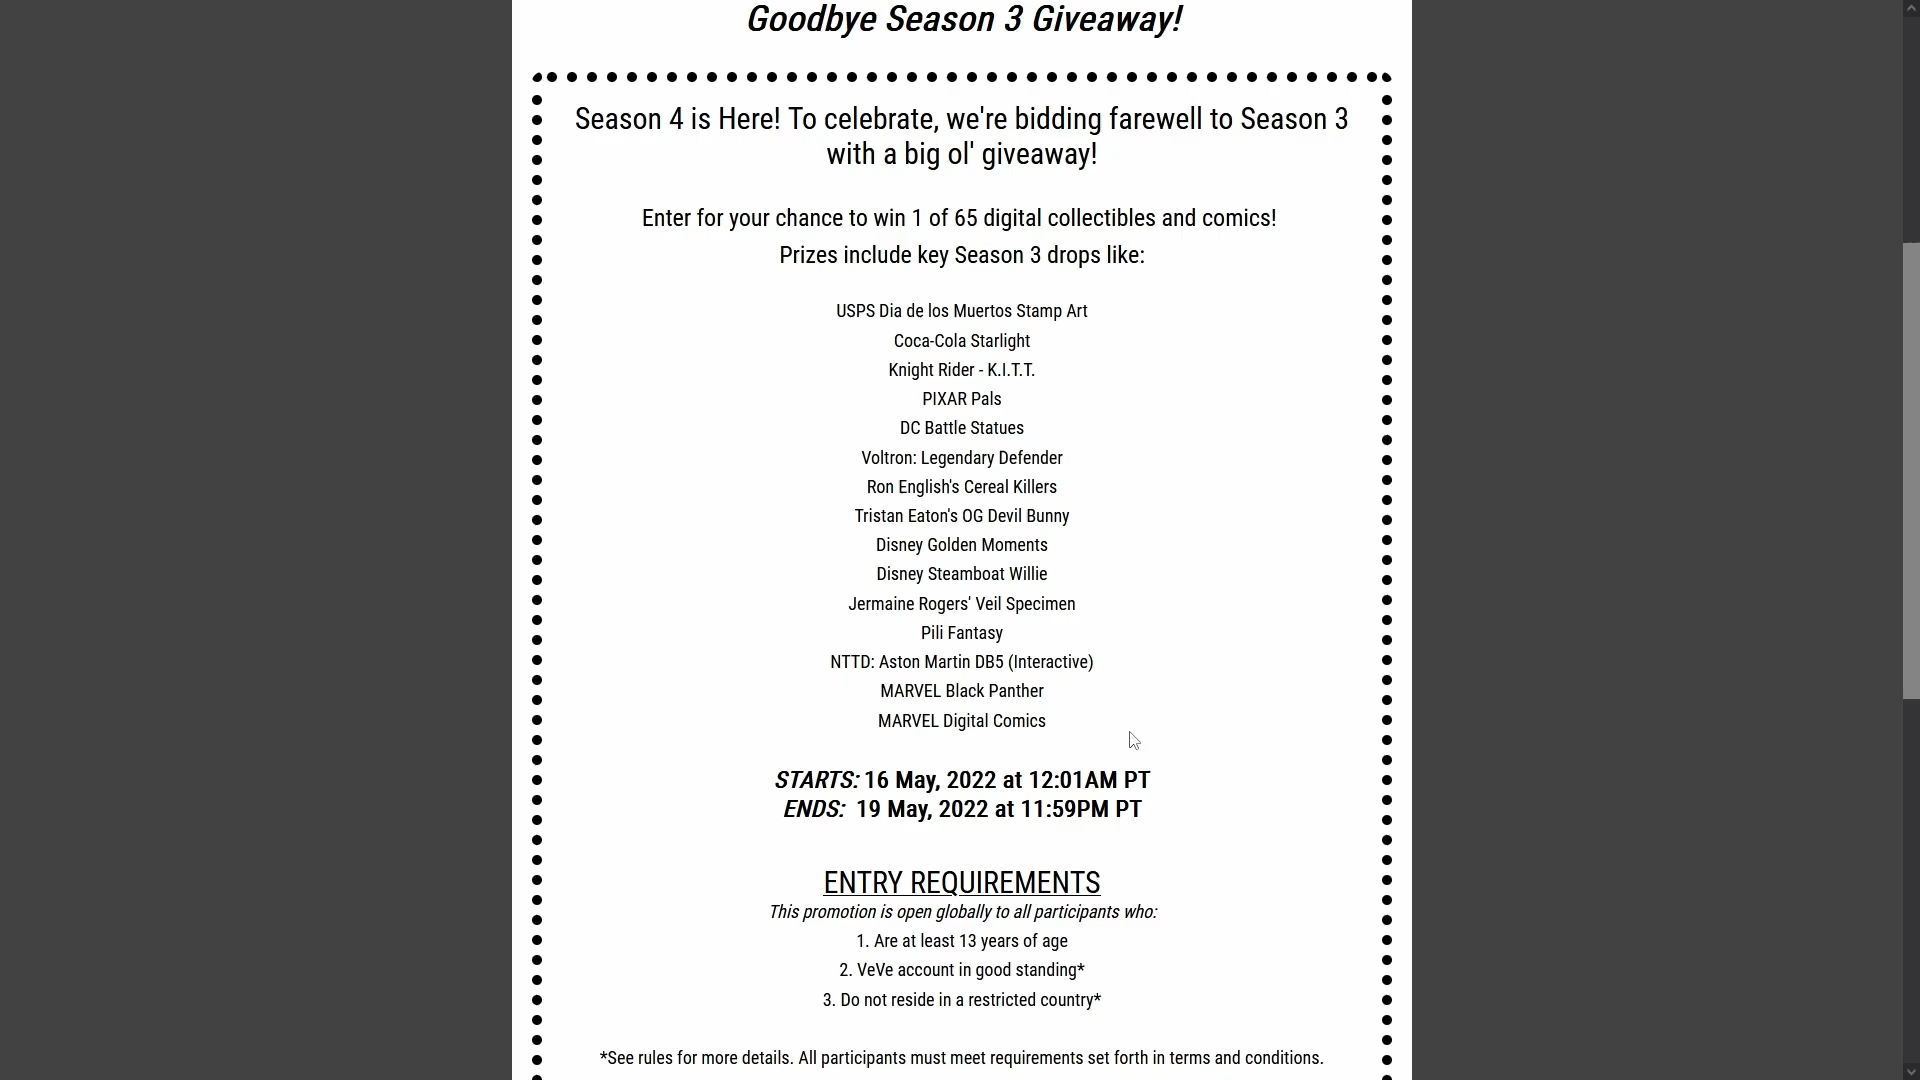 Goodbye Season 3 Giveaway!
Season 4 is Here! To celebrate, we're bidding farewell to Season 3
with a big ol' giveaway!
Enter for your chance to win 1 of 65 digital collectibles and comics!
Prizes include key Season 3 drops like:
USPS Dia de los Muertos Stamp Art
Coca-Cola Starlight
Knight Rider - K.I.T.T.
PIXAR Pals
DC Battle Statues
Voltron: Legendary Defender
Ron English's Cereal Killers
Tristan Eaton's OG Devil Bunny
Disney Golden Moments
Disney Steamboat Willie
Jermaine Rogers' Veil Specimen
Pili Fantasy
NTTD: Aston Martin DB5 (Interactive)
MARVEL Black Panther
MARVEL Digital Comics
STARTS: 16 May, 2022 at 12:01AM PT
ENDS: 19 May, 2022 at 11:59PM PT
ENTRY REQUIREMENTS
This promotion is open globally to all participants who:
1. Are at least 13 years of age
2. VeVe account in good standing*
3. Do not reside in a restricted country*
*See rules for more details. All participants must meet requirements set forth in terms and conditions.